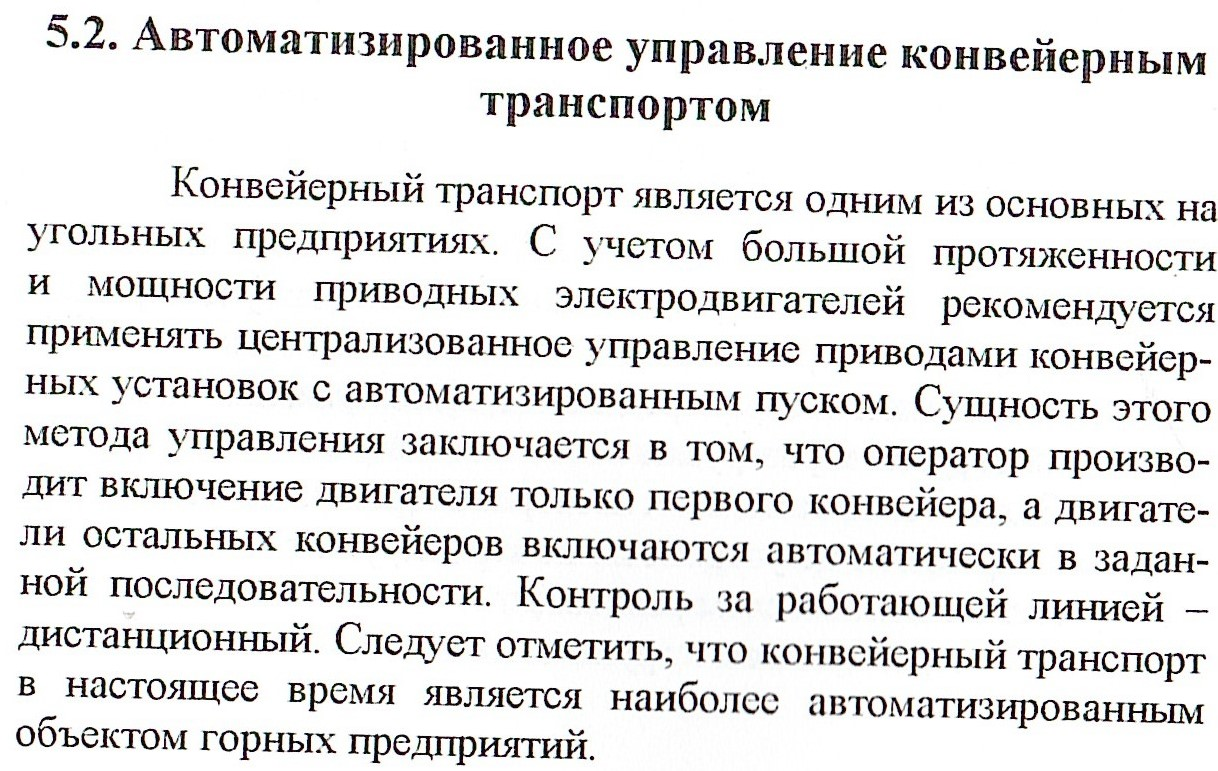 5.2. Автоматизированное управление конвейерным
транспортом
Конвейерный транспорт является одним из основных на
угольных предприятиях. С учетом большой протяженности
и мощности приводных электродвигателей рекомендуется
применять централизованное управление приводами конвейер-
ных установок с автоматизированным пуском. Сущность этого
метода управления заключается в том, что оператор произво-
дит включение двигателя только первого конвейера, а двигате-
ли остальных конвейеров включаются автоматически в задан-
ной последовательности. Контроль за работающей линией –
дистанционный. Следует отметить, что конвейерный транспорт
в настоящее время является наиболее автоматизированным
объектом горных предприятий.